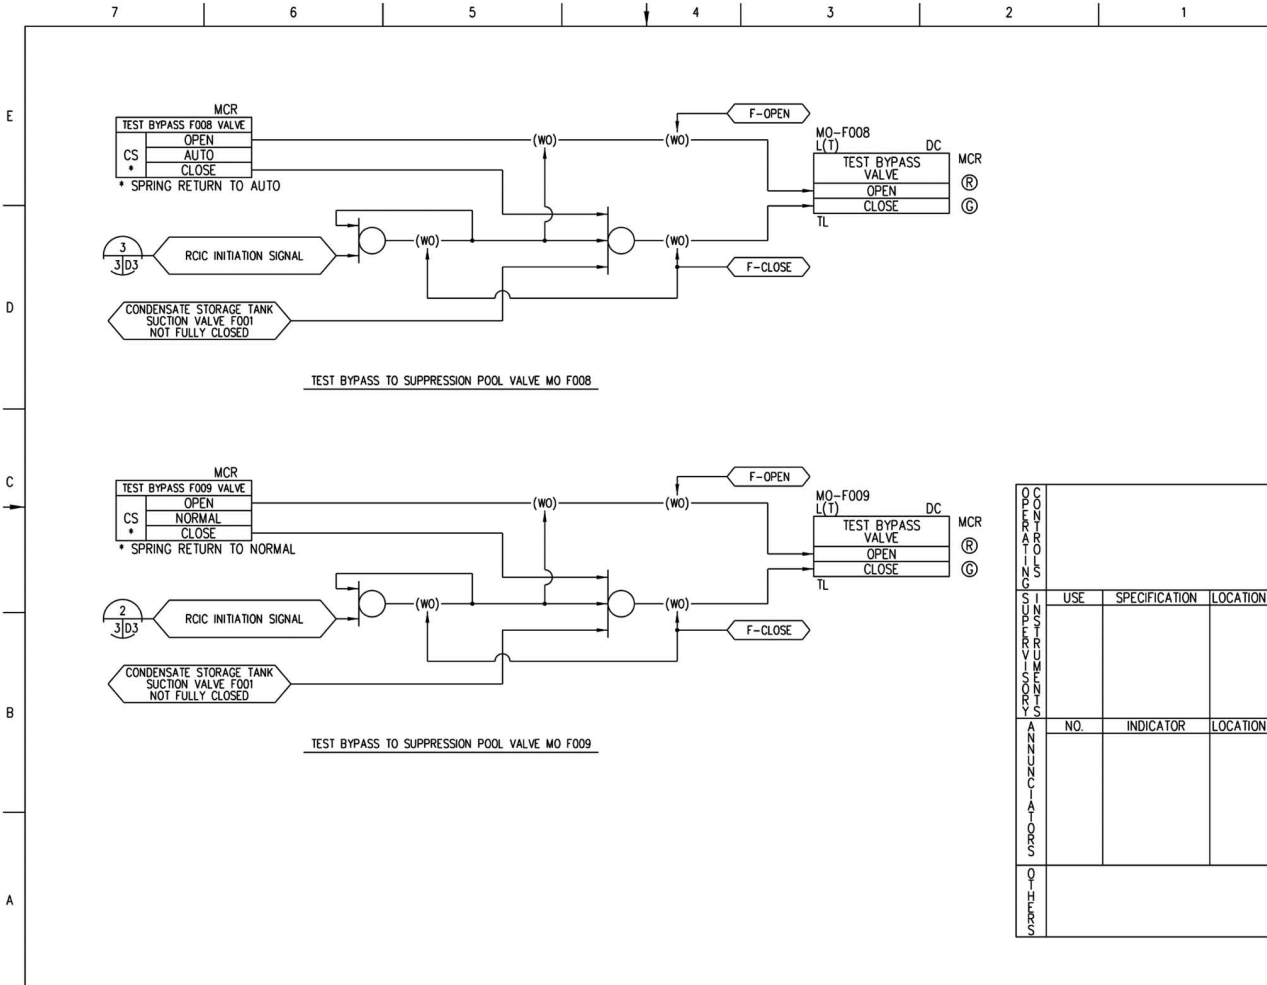 7 6 5 4 3 2 1
E
MCR
TEST BYPASS F008 VALVE
OPEN
CS AUTO
* CLOSE
* SPRING RETURN TO AUTO
(WO) (WO)
F-OPEN
MO-F008
L(T) DC
TEST BYPASS
VALVE
MCR
OPEN R
CLOSE G
TL
3
3 D3
RCIC INITIATION SIGNAL
(WO) (WO)
F-CLOSE
D
CONDENSATE STORAGE TANK
SUCTION VALVE F001
NOT FULLY CLOSED
TEST BYPASS TO SUPPRESSION POOL VALVE MO F008
C
MCR
TEST BYPASS F009 VALVE
OPEN
CS NORMAL
* CLOSE
* SPRING RETURN TO NORMAL
(WO) (WO)
F-OPEN
MO-F009
L(T) DC
TEST BYPASS
VALVE
MCR
OPEN R
CLOSE G
TL
2
3 D3
RCIC INITIATION SIGNAL
(WO) (WO)
F-CLOSE
CONDENSATE STORAGE TANK
SUCTION VALVE F001
NOT FULLY CLOSED
B
TEST BYPASS TO SUPPRESSION POOL VALVE MO F009
A
OPERATING
CONTROLS
SUPERVISORY
INSTRUMENTS
USE SPECIFICATION LOCATION
ANNUNCIATORS
NO. INDICATOR LOCATION
OTHERS